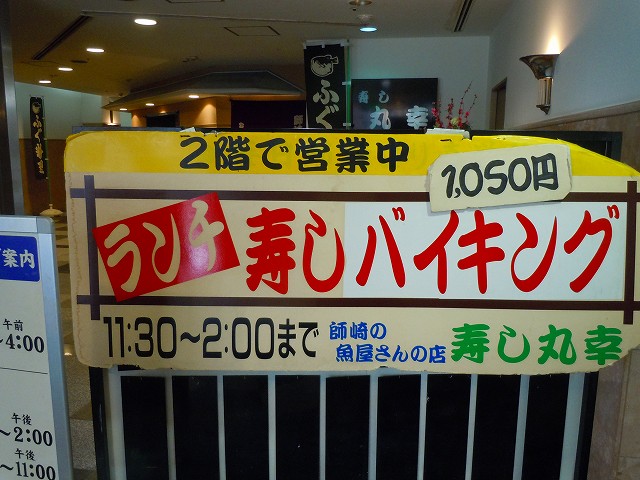 ふぐ
寿し
丸幸
ふぐ
案内
午前
~4:00
午後
~2:00
午後
~11:00
2階で営業中
1,050円
ランチ 寿しバイキング
11:30~2:00まで
師崎の
魚屋さんの店
寿し丸幸